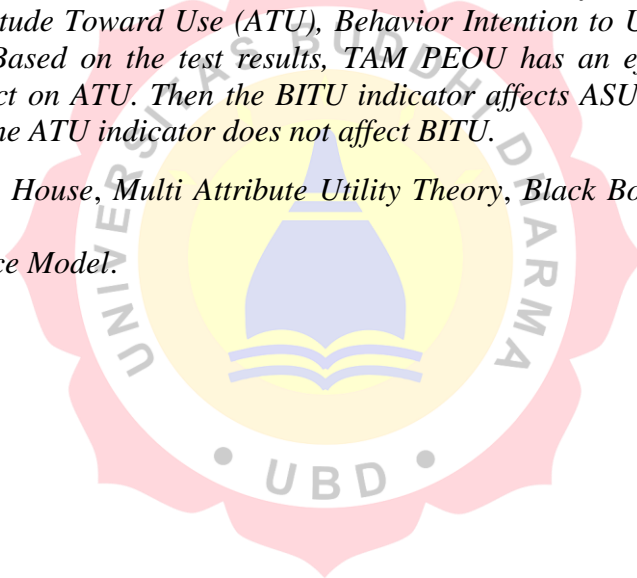 tude Toward Use (ATU), Behavior Intention to U
Based on the test results, TAM PEOU has an e
ct on ATU. Then the BITU indicator affects ASU
he ATU indicator does not affect BITU.
House, Multi Attribute Utility Theory, Black Bo
ce Model.
UNIVERSITAS BUDDHI DHARMA
• UBD •